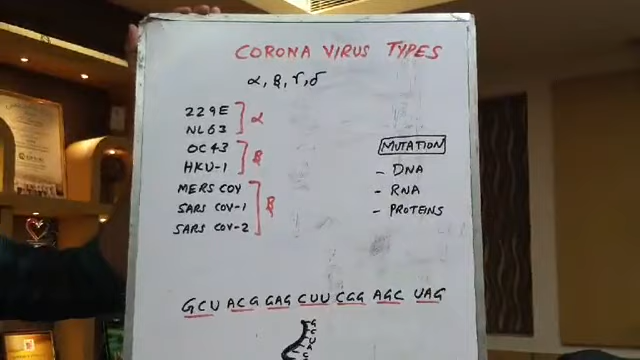 CORONA VIRUS TYPES
α, β, γ, δ
229E
NL63
α
OC43
HKU-1
β
MERS COV
SARS COV-1
SARS COV-2
β
MUTATION
- DNA
- RNA
- PROTEINS
GCU ACG GAG CUU CGG AGC UAG
G
C
U
A
C